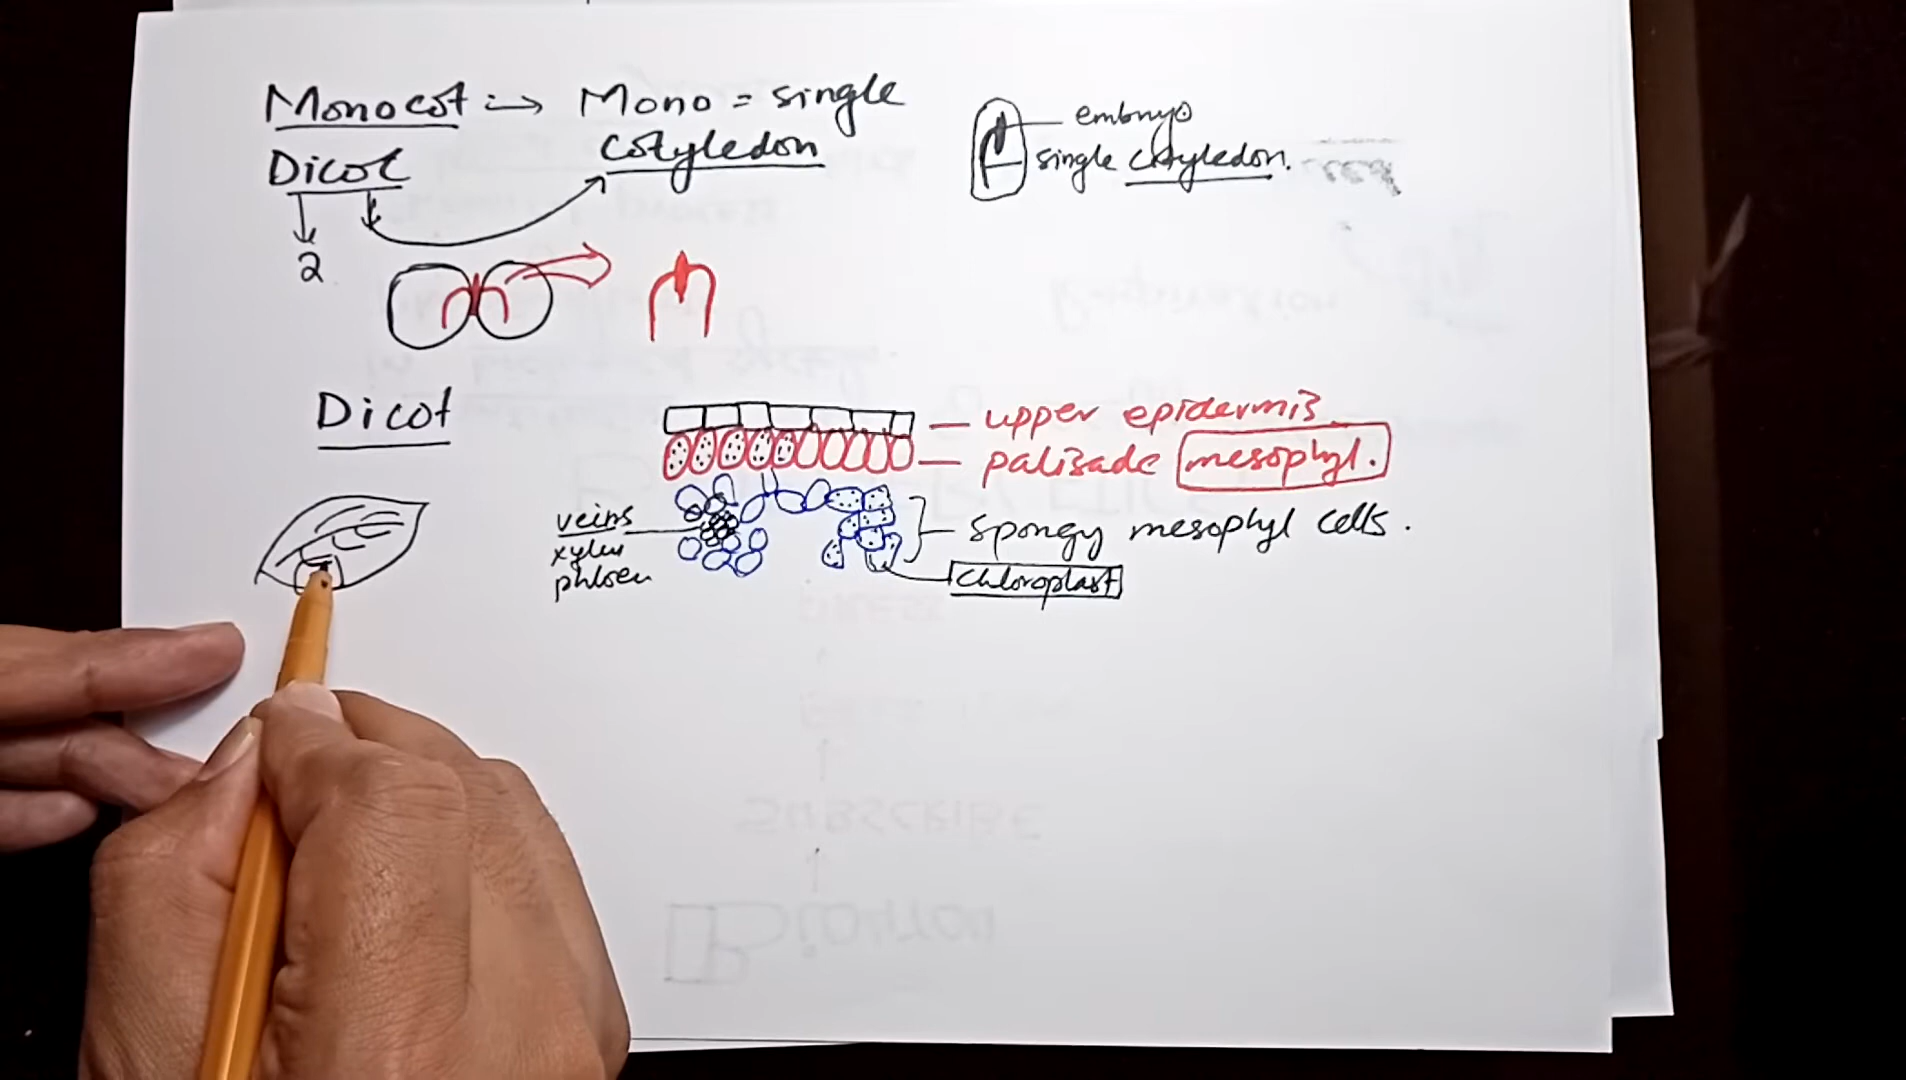 Monocot :→ Mono = single
cotyledon
Dicot
2
embryo
single cotyledon.
Dicot
upper epidermis
palisade mesophyl.
veins
xylem
phloem
spongy mesophyl cells.
chloroplast
SUBSCRIBE